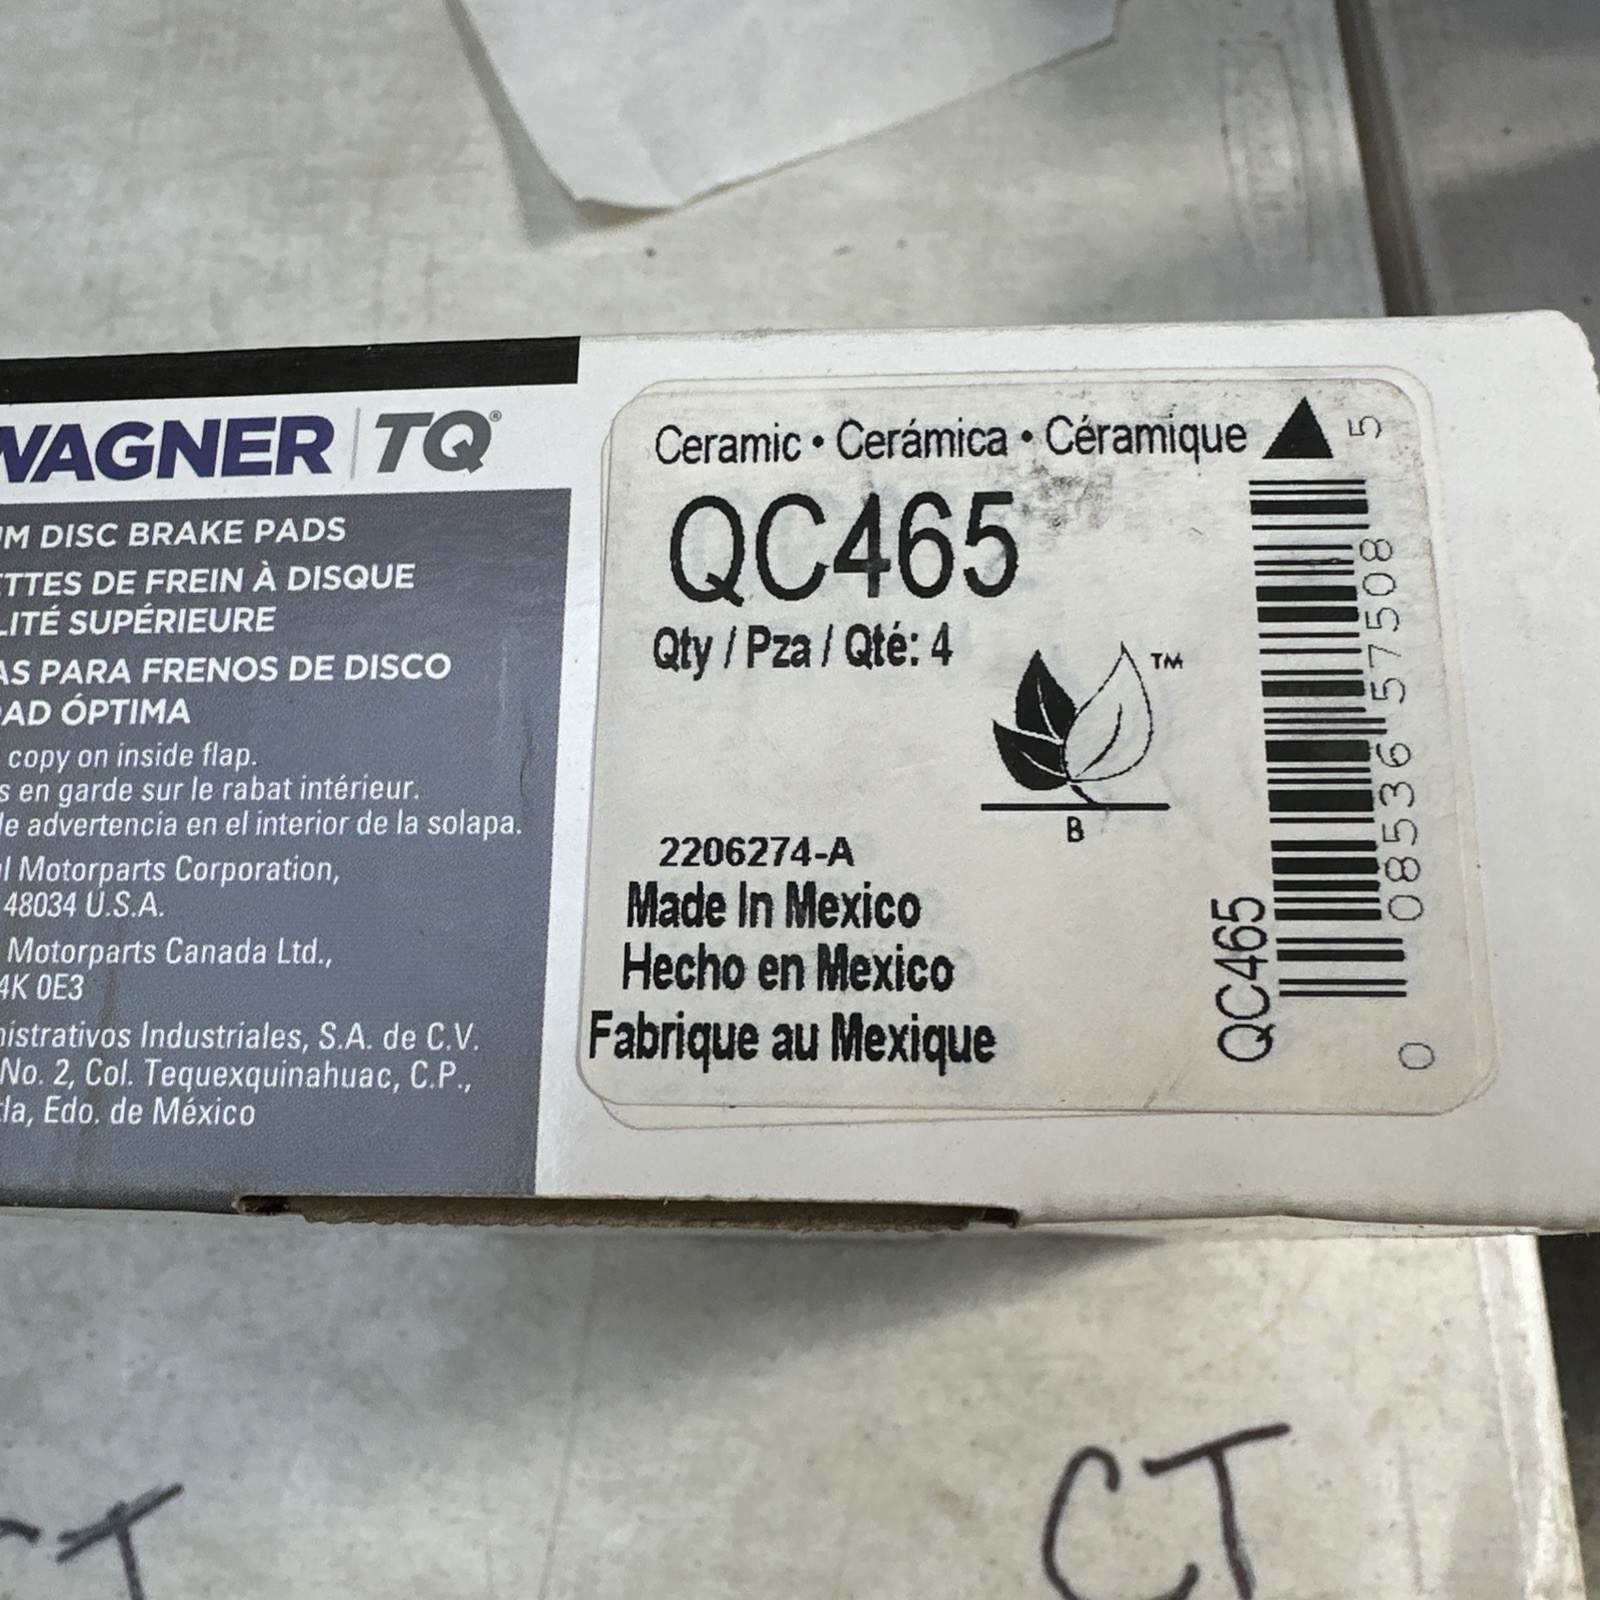 WAGNER | TQ®
UM DISC BRAKE PADS
ETTES DE FREIN À DISQUE
LITÉ SUPÉRIEURE
AS PARA FRENOS DE DISCO
AD ÓPTIMA
copy on inside flap.
s en garde sur le rabat intérieur.
de advertencia en el interior de la solapa.
al Motorparts Corporation,
48034 U.S.A.
Motorparts Canada Ltd.,
4K 0E3
nistrativos Industriales, S.A. de C.V.
No. 2, Col. Tequexquinahuac, C.P.,
tla, Edo. de México
Ceramic • Cerámica • Céramique
QC465
Qty / Pza / Qté: 4
TM
B
2206274-A
Made In Mexico
Hecho en Mexico
Fabrique au Mexique
QC465
0 08536 57508 5
CT
CT